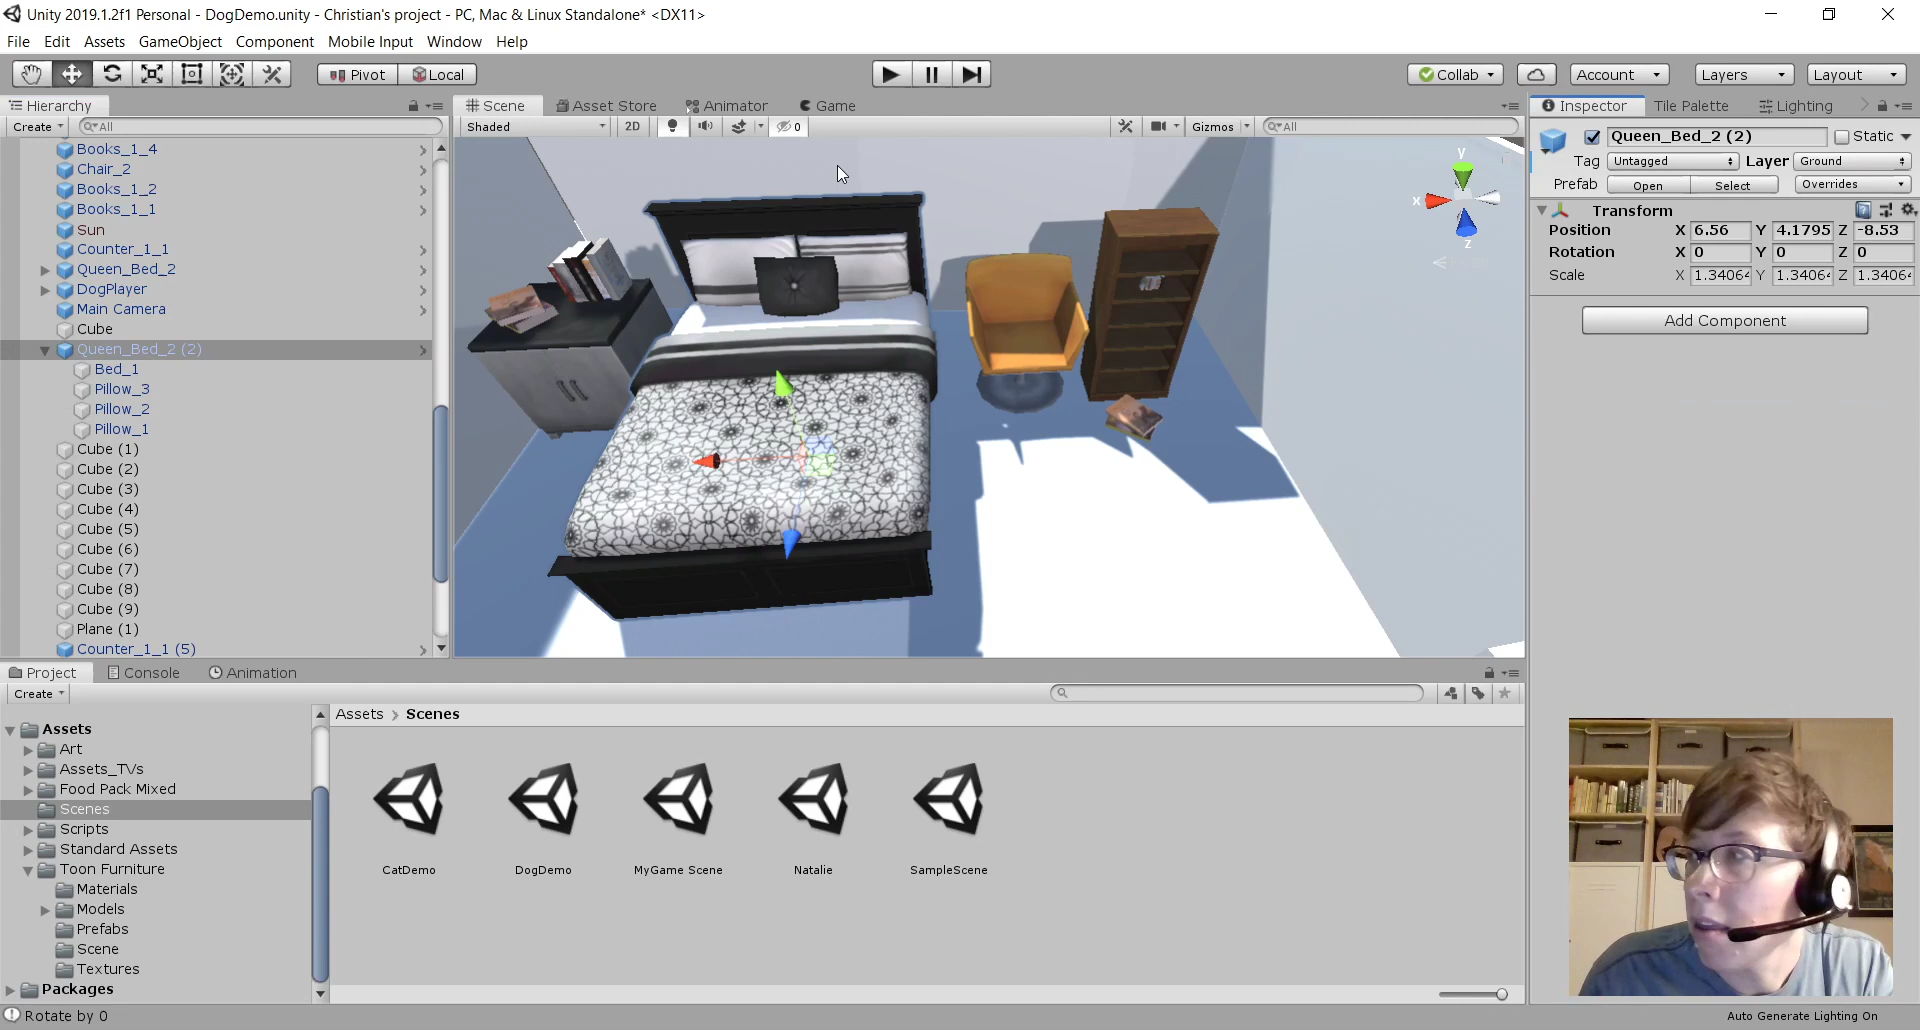 Unity 2019.1.2f1 Personal - DogDemo.unity - Christian's project - PC, Mac & Linux Standalone* <DX11>
File Edit Assets GameObject Component Mobile Input Window Help
Pivot Local Collab Account Layers Layout
Hierarchy Scene Asset Store Animator Game Inspector Tile Palette Lighting
Create All Shaded 2D 0 Gizmos All
Queen_Bed_2 (2) Static
Tag Untagged Layer Ground
Prefab Open Select Overrides
Transform
Position X 6.56 Y 4.1795 Z -8.53
Rotation X 0 Y 0 Z 0
Scale X 1.34064 Y 1.34064 Z 1.34064
Add Component
y
x
z
Books_1_4
Chair_2
Books_1_2
Books_1_1
Sun
Counter_1_1
Queen_Bed_2
DogPlayer
Main Camera
Cube
Queen_Bed_2 (2)
Bed_1
Pillow_3
Pillow_2
Pillow_1
Cube (1)
Cube (2)
Cube (3)
Cube (4)
Cube (5)
Cube (6)
Cube (7)
Cube (8)
Cube (9)
Plane (1)
Counter_1_1 (5)
Project Console Animation
Create
Assets
Art
Assets_TVs
Food Pack Mixed
Scenes
Scripts
Standard Assets
Toon Furniture
Materials
Models
Prefabs
Scene
Textures
Packages
Assets > Scenes
CatDemo DogDemo MyGame Scene Natalie SampleScene
Rotate by 0
Auto Generate Lighting On